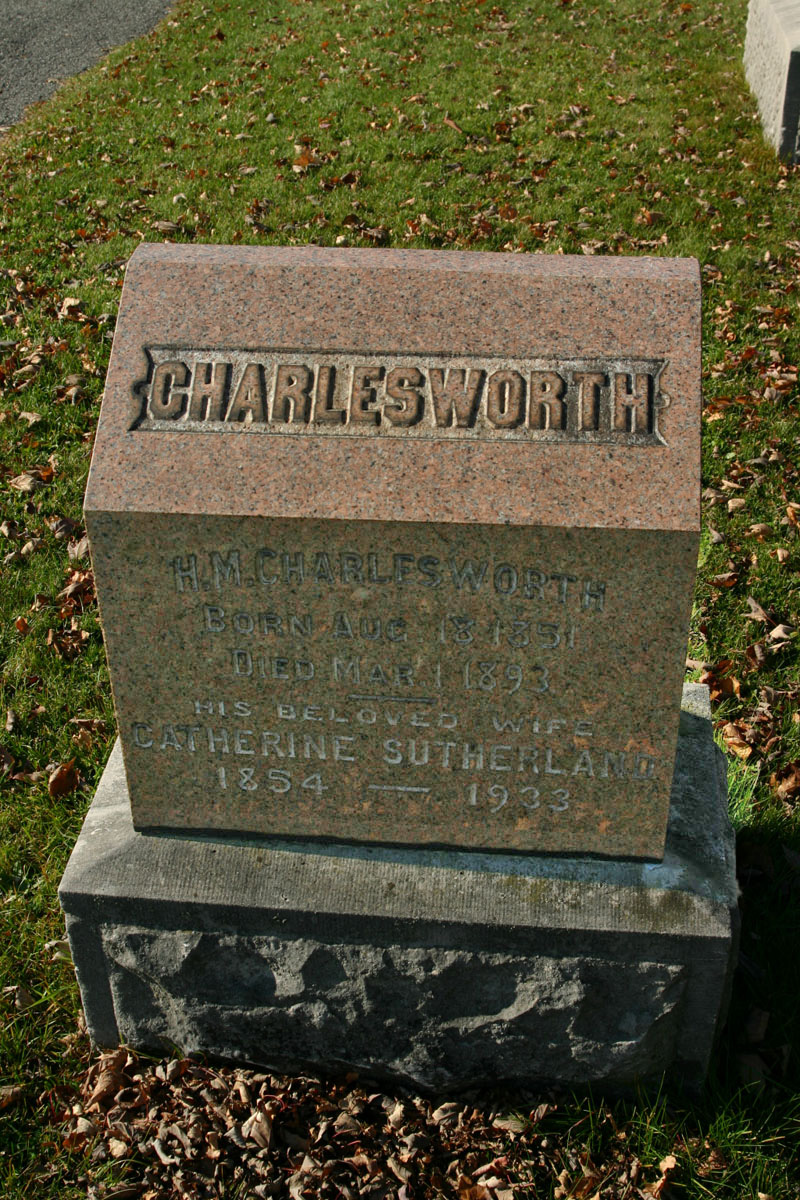 CHARLESWORTH
H.M. CHARLESWORTH
BORN AUG 18 1851
DIED MAR 1 1893
HIS BELOVED WIFE
CATHERINE SUTHERLAND
1854 — 1933